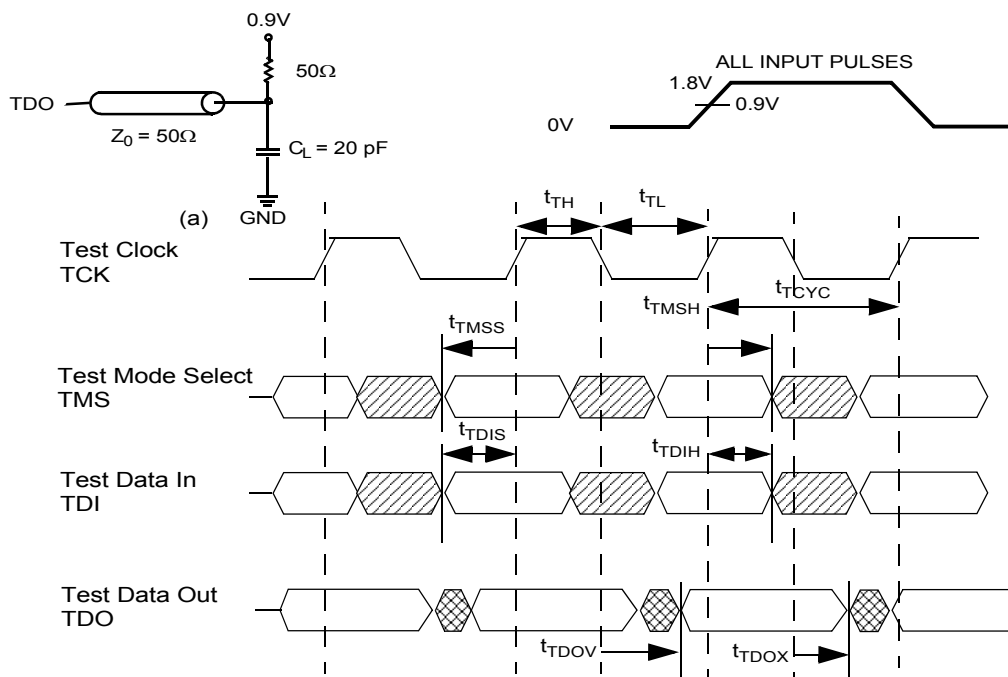 0.9V
50Ω
TDO
Z0 = 50Ω
CL = 20 pF
(a)
GND
ALL INPUT PULSES
1.8V
0.9V
0V
tTH
tTL
Test Clock
TCK
tTMSH
tTCYC
tTMSS
Test Mode Select
TMS
tTDIS
tTDIH
Test Data In
TDI
Test Data Out
TDO
tTDOV
tTDOX